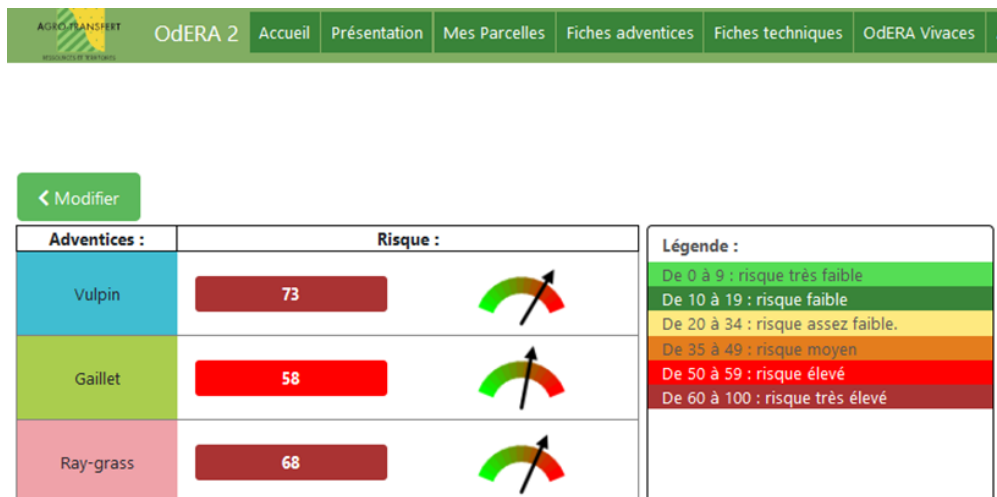 AGRO-TRANSFERT
RESSOURCES ET TERRITOIRES
OdERA 2
Accueil
Présentation
Mes Parcelles
Fiches adventices
Fiches techniques
OdERA Vivaces
Modifier
Adventices :
Risque :
Vulpin
73
Gaillet
58
Ray-grass
68
Légende :
De 0 à 9 : risque très faible
De 10 à 19 : risque faible
De 20 à 34 : risque assez faible.
De 35 à 49 : risque moyen
De 50 à 59 : risque élevé
De 60 à 100 : risque très élevé